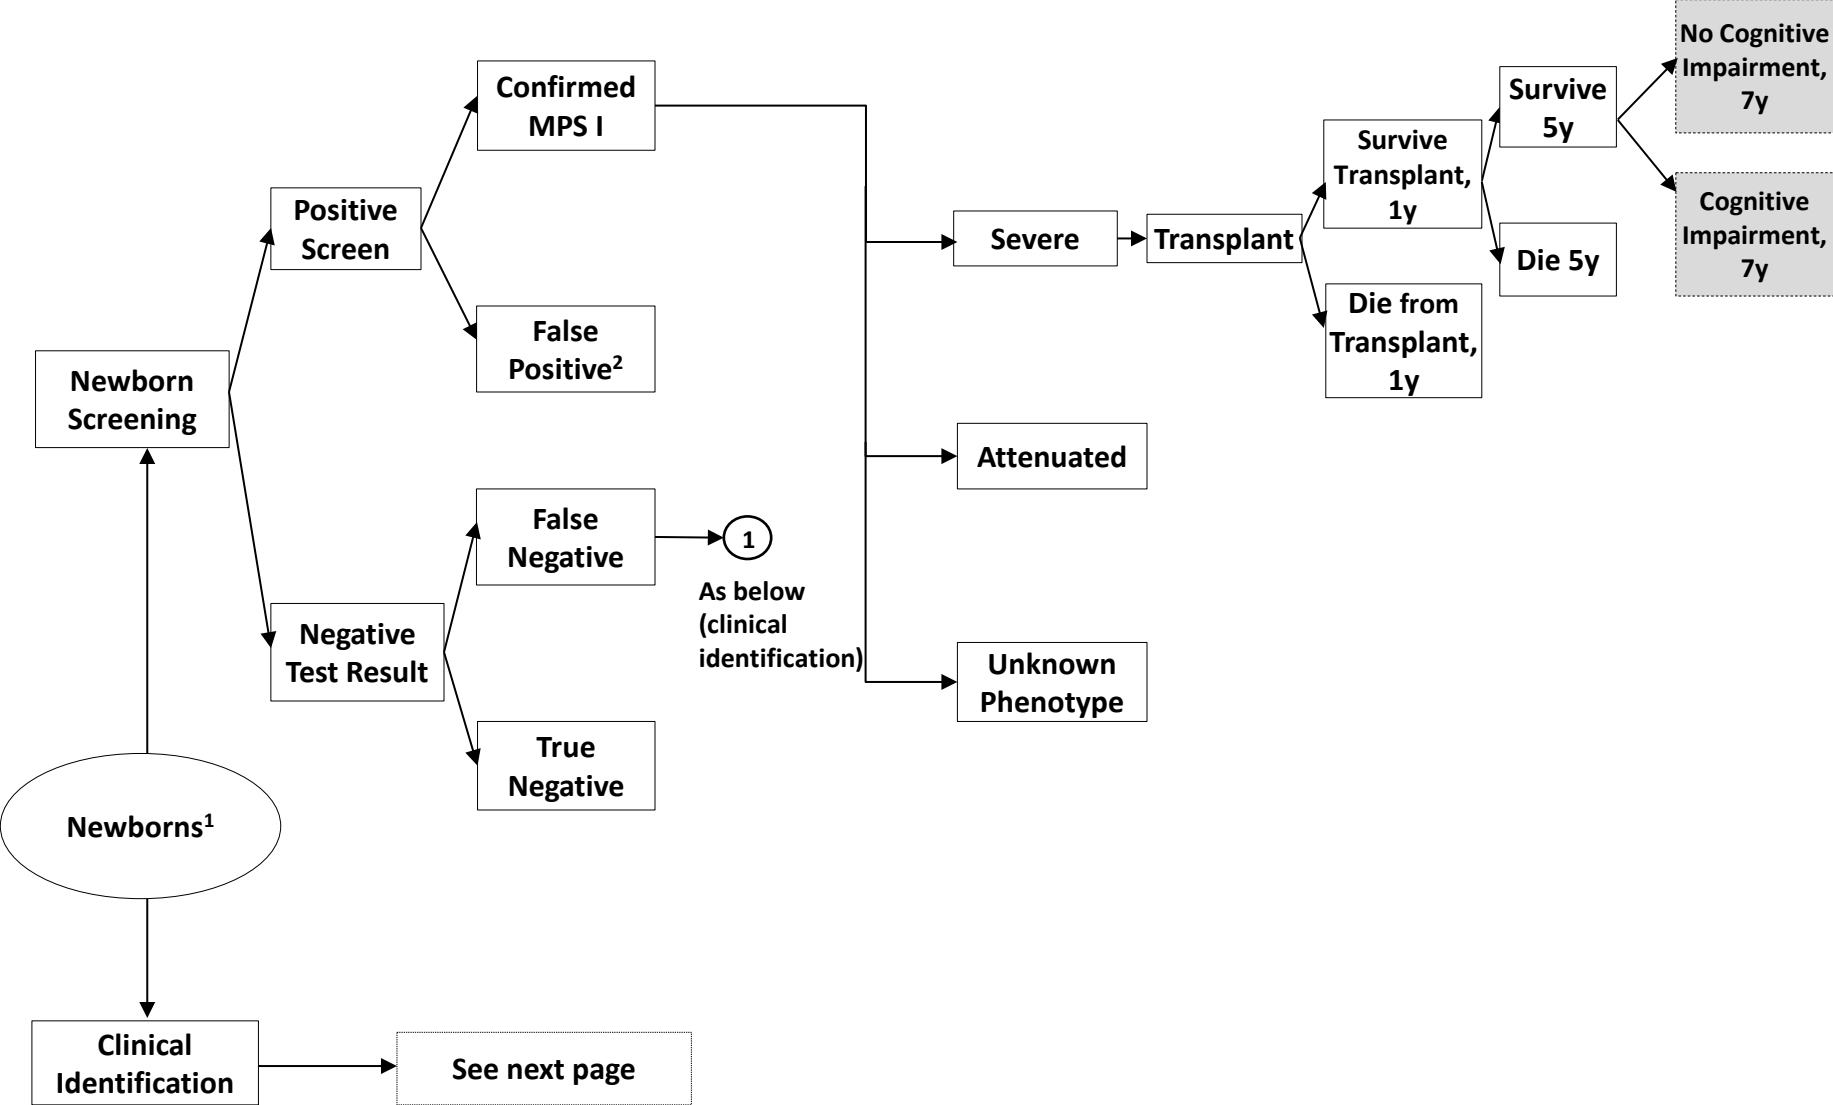 No Cognitive
Impairment,
7y
Confirmed
MPS I
Survive
5y
Survive
Transplant,
1y
Positive
Screen
Severe
Transplant
Cognitive
Impairment,
7y
Die 5y
Die from
Transplant,
1y
False
Positive²
Newborn
Screening
Attenuated
False
Negative
1
As below
(clinical
identification)
Negative
Test Result
Unknown
Phenotype
True
Negative
Newborns¹
Clinical
Identification
See next page